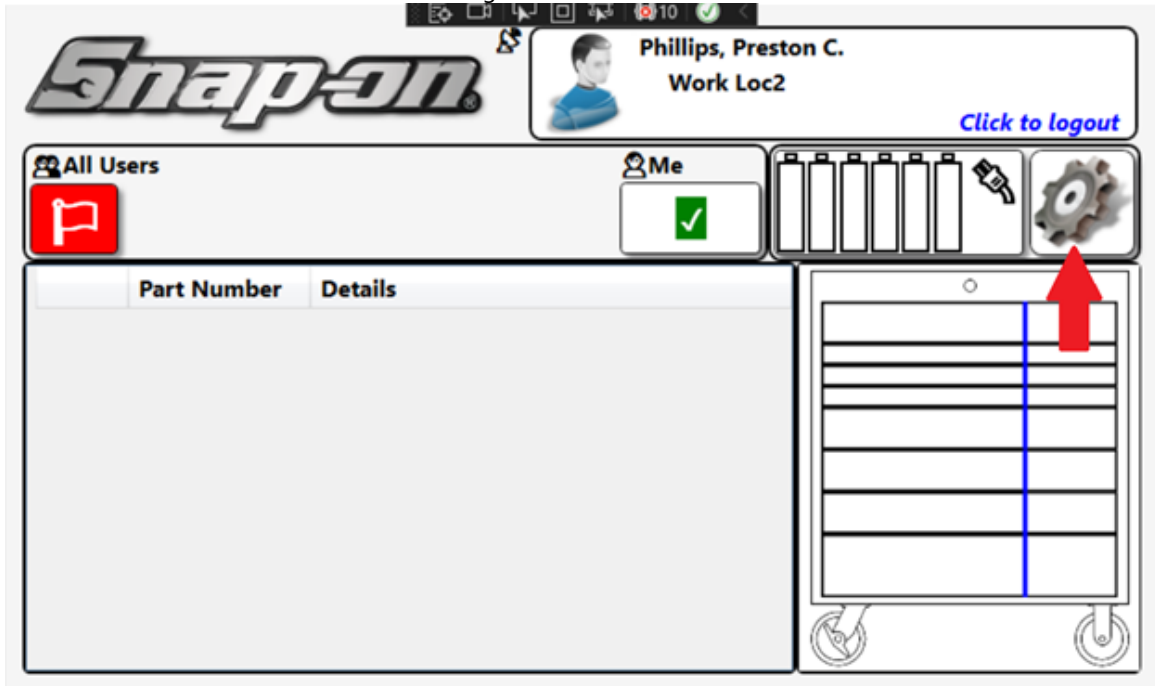 10
Snap-on®
Phillips, Preston C.
Work Loc2
Click to logout
All Users
Me
Part Number Details